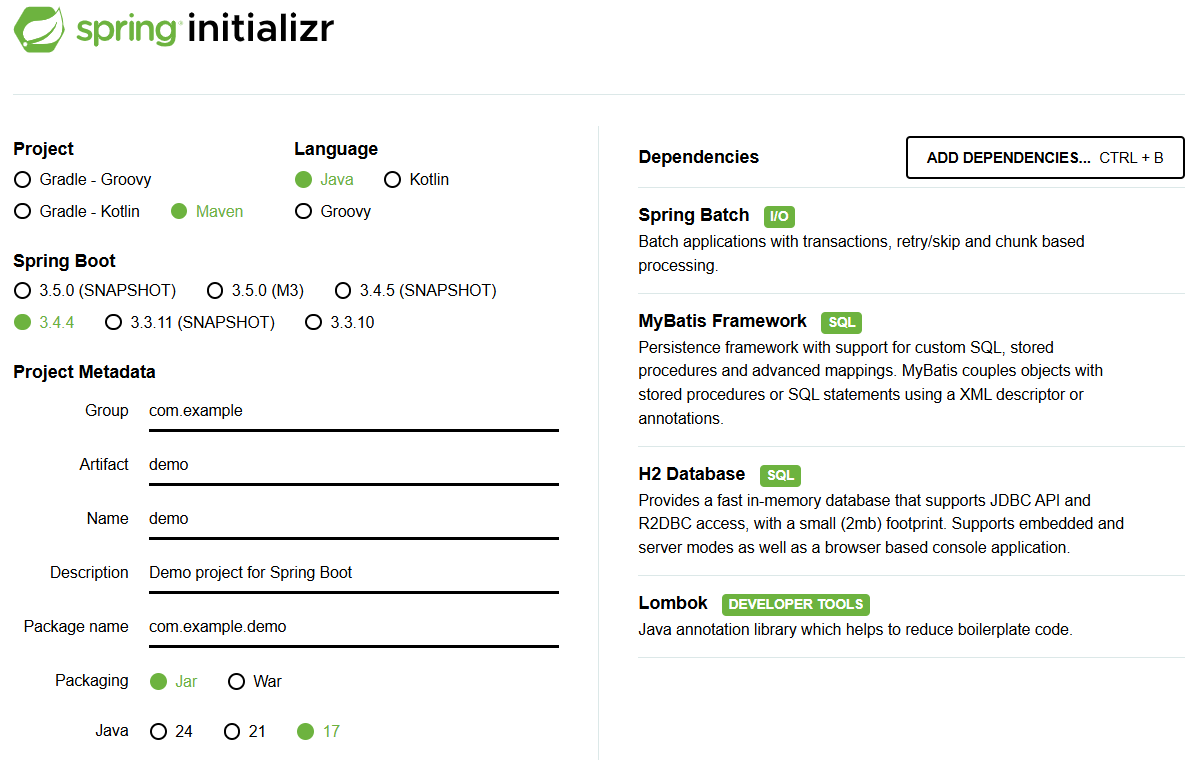 spring initializr
Project
Gradle - Groovy
Gradle - Kotlin Maven
Language
Java Kotlin
Groovy
Spring Boot
3.5.0 (SNAPSHOT) 3.5.0 (M3) 3.4.5 (SNAPSHOT)
3.4.4 3.3.11 (SNAPSHOT) 3.3.10
Project Metadata
Group com.example
Artifact demo
Name demo
Description Demo project for Spring Boot
Package name com.example.demo
Packaging Jar War
Java 24 21 17
Dependencies ADD DEPENDENCIES... CTRL + B
Spring Batch I/O
Batch applications with transactions, retry/skip and chunk based
processing.
MyBatis Framework SQL
Persistence framework with support for custom SQL, stored
procedures and advanced mappings. MyBatis couples objects with
stored procedures or SQL statements using a XML descriptor or
annotations.
H2 Database SQL
Provides a fast in-memory database that supports JDBC API and
R2DBC access, with a small (2mb) footprint. Supports embedded and
server modes as well as a browser based console application.
Lombok DEVELOPER TOOLS
Java annotation library which helps to reduce boilerplate code.